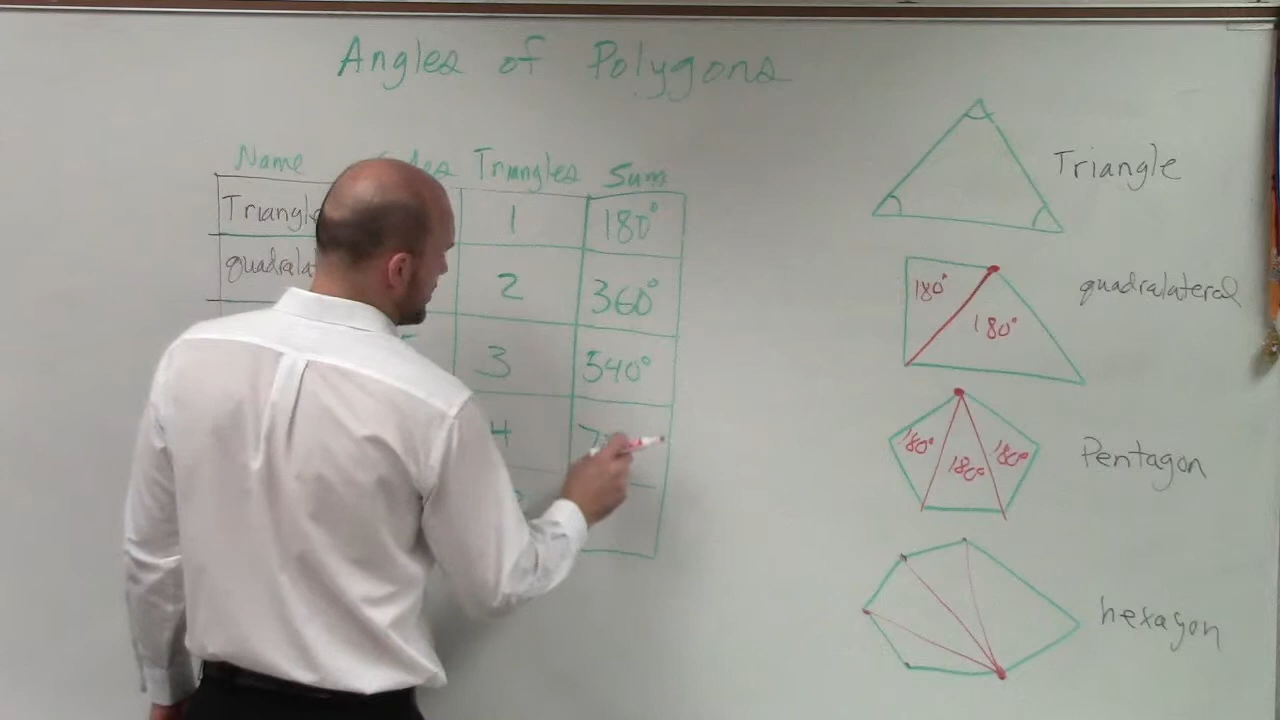 Angles of Polygons
Name Triangles Sum
Triangle 1 180°
2 360°
3 540°
4
Triangle
180°
180°
quadralateral
180°
180°
180°
Pentagon
hexagon